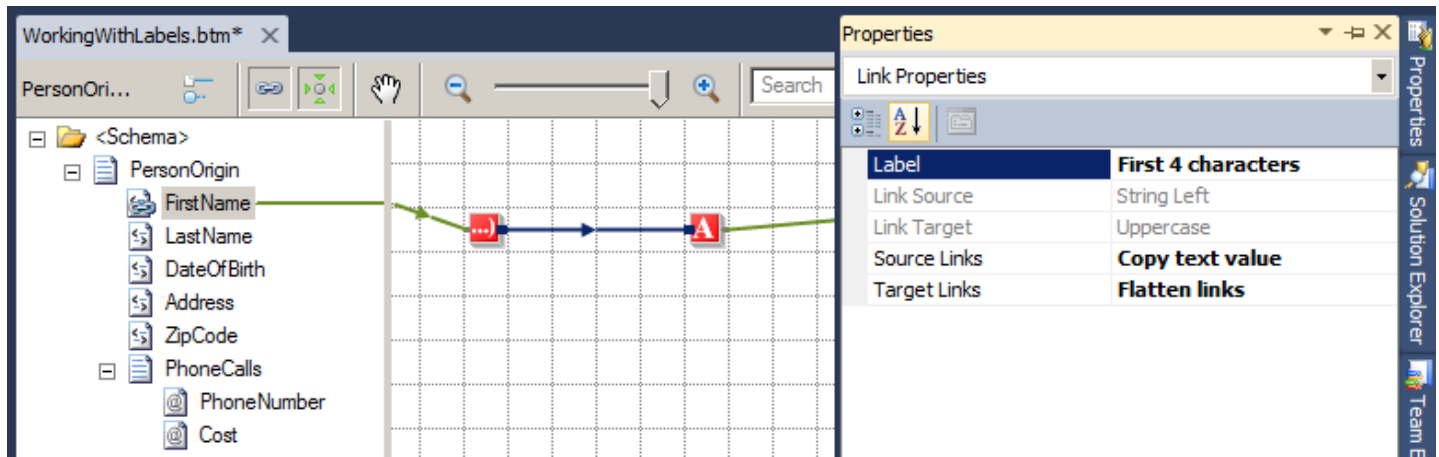 WorkingWithLabels.btm*
PersonOri...
Search
<Schema>
PersonOrigin
FirstName
LastName
DateOfBirth
Address
ZipCode
PhoneCalls
PhoneNumber
Cost
...)
A
Properties
Link Properties
A
Z
Label First 4 characters
Link Source String Left
Link Target Uppercase
Source Links Copy text value
Target Links Flatten links
Properties
Solution Explorer
Team E